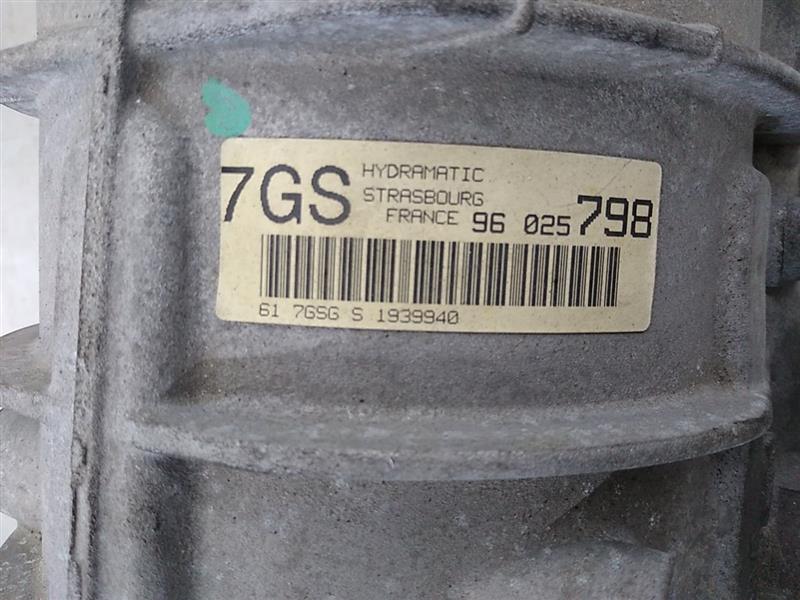 7GS HYDRAMATIC
STRASBOURG
FRANCE 96 025 798
61 7GSG S 1939940